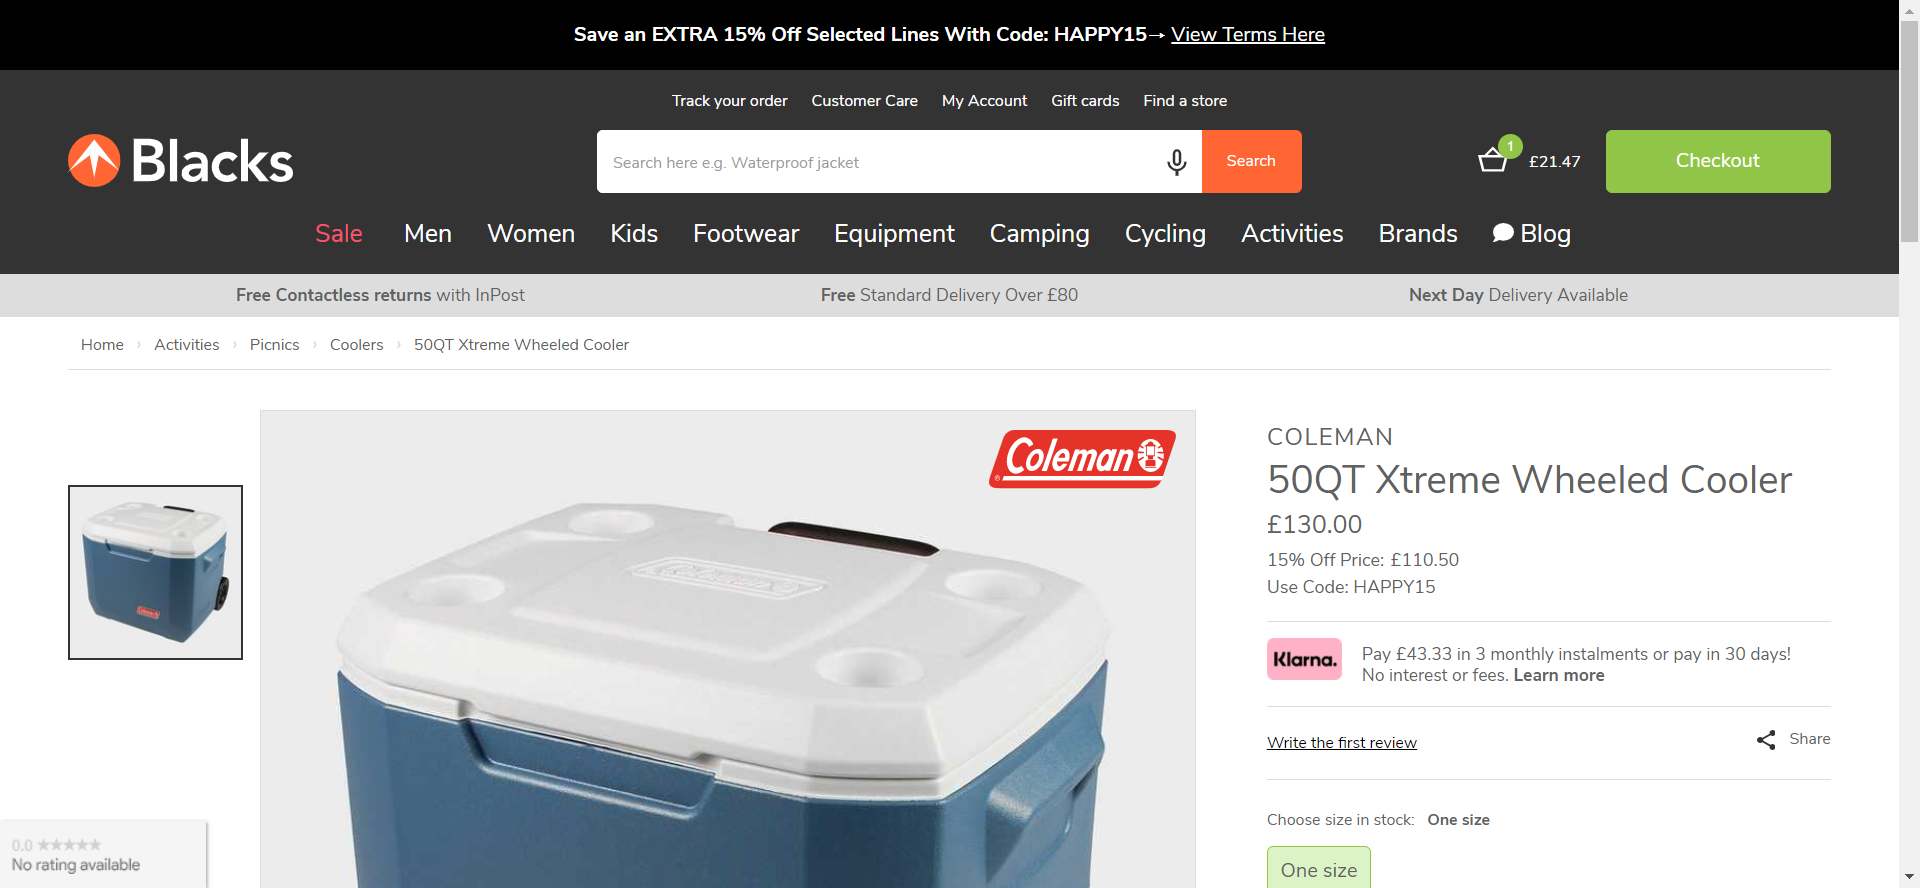 Save an EXTRA 15% Off Selected Lines With Code: HAPPY15→ View Terms Here
Track your order Customer Care My Account Gift cards Find a store
Blacks
Search here e.g. Waterproof jacket
Search
1
£21.47
Checkout
Sale Men Women Kids Footwear Equipment Camping Cycling Activities Brands Blog
Free Contactless returns with InPost
Free Standard Delivery Over £80
Next Day Delivery Available
Home › Activities › Picnics › Coolers › 50QT Xtreme Wheeled Cooler
Coleman
Coleman
Coleman
COLEMAN
50QT Xtreme Wheeled Cooler
£130.00
15% Off Price: £110.50
Use Code: HAPPY15
Klarna.
Pay £43.33 in 3 monthly instalments or pay in 30 days!
No interest or fees. Learn more
Write the first review
Share
Choose size in stock: One size
One size
0.0 ★★★★★
No rating available